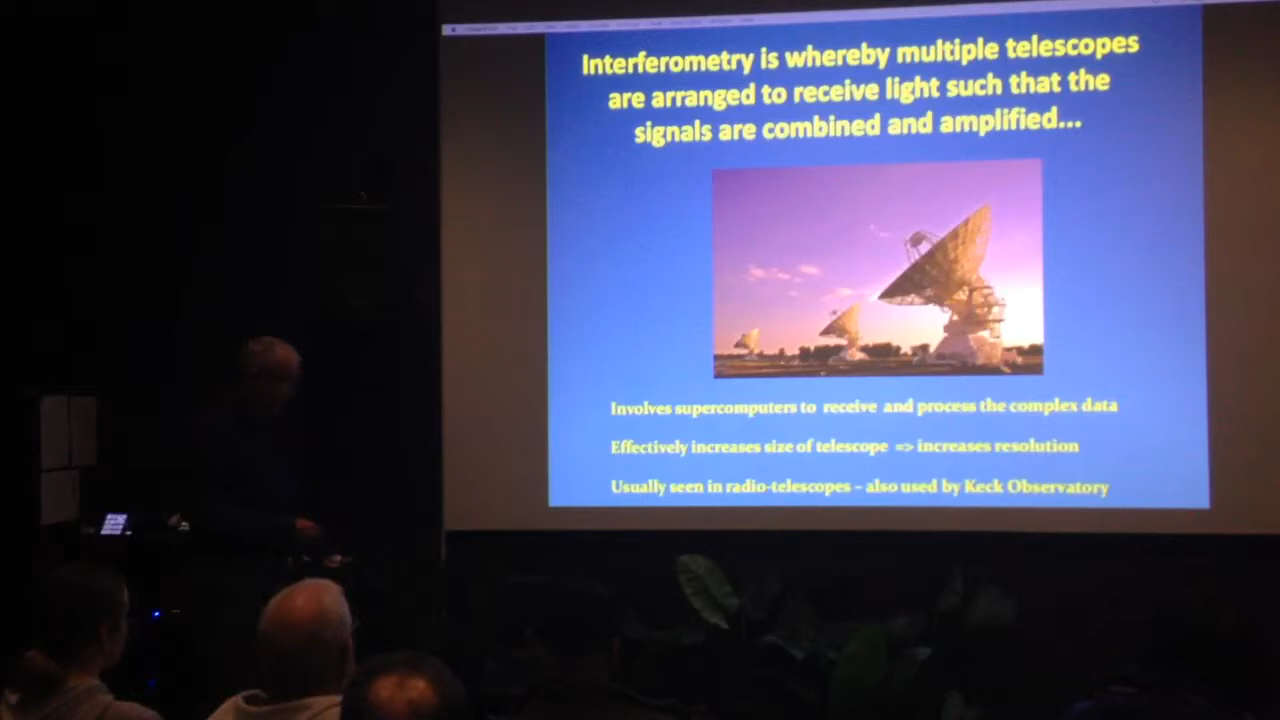 Interferometry is whereby multiple telescopes
are arranged to receive light such that the
signals are combined and amplified...
Involves supercomputers to receive and process the complex data
Effectively increases size of telescope => increases resolution
Usually seen in radio-telescopes – also used by Keck Observatory